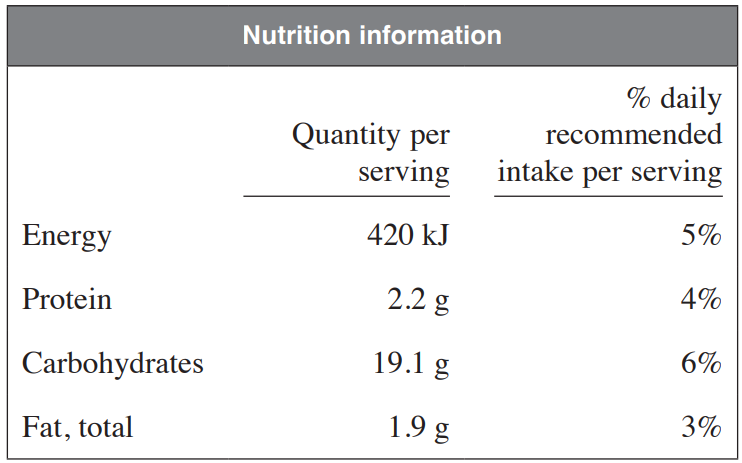 Nutrition information
% daily
Quantity per recommended
serving intake per serving
Energy 420 kJ 5%
Protein 2.2 g 4%
Carbohydrates 19.1 g 6%
Fat, total 1.9 g 3%